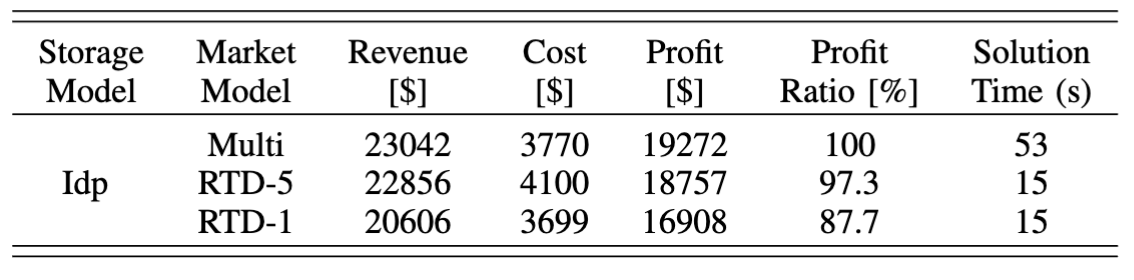 Storage Market Revenue Cost Profit Profit Solution
Model Model [$] [$] [$] Ratio [%] Time (s)
Multi 23042 3770 19272 100 53
Idp RTD-5 22856 4100 18757 97.3 15
RTD-1 20606 3699 16908 87.7 15